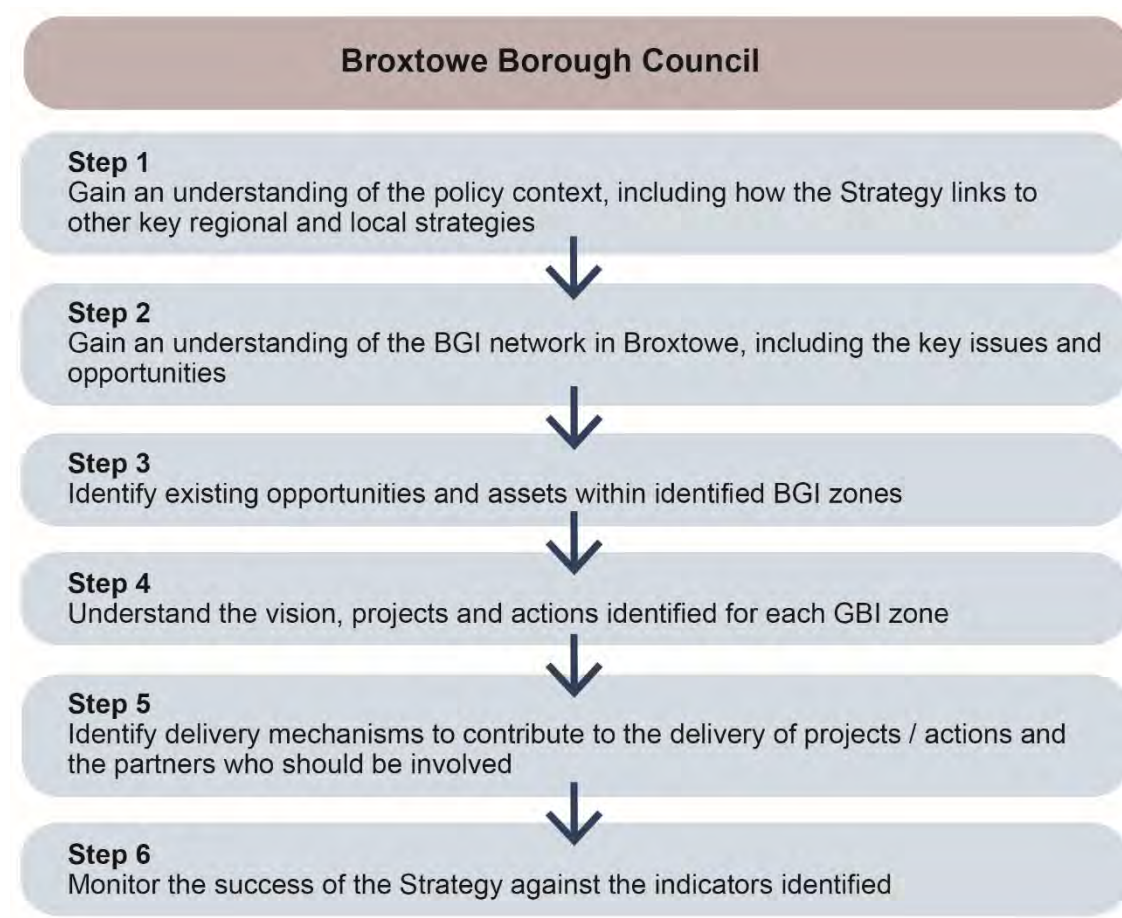 Broxtowe Borough Council
Step 1
Gain an understanding of the policy context, including how the Strategy links to
other key regional and local strategies
Step 2
Gain an understanding of the BGI network in Broxtowe, including the key issues and
opportunities
Step 3
Identify existing opportunities and assets within identified BGI zones
Step 4
Understand the vision, projects and actions identified for each GBI zone
Step 5
Identify delivery mechanisms to contribute to the delivery of projects / actions and
the partners who should be involved
Step 6
Monitor the success of the Strategy against the indicators identified